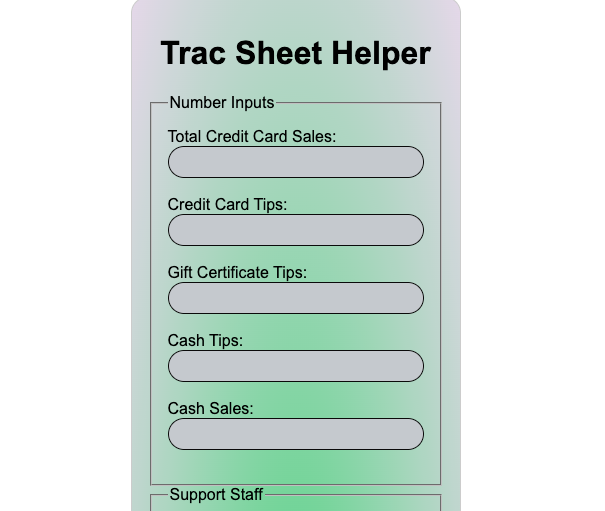 Trac Sheet Helper
Number Inputs
Total Credit Card Sales:
Credit Card Tips:
Gift Certificate Tips:
Cash Tips:
Cash Sales:
Support Staff